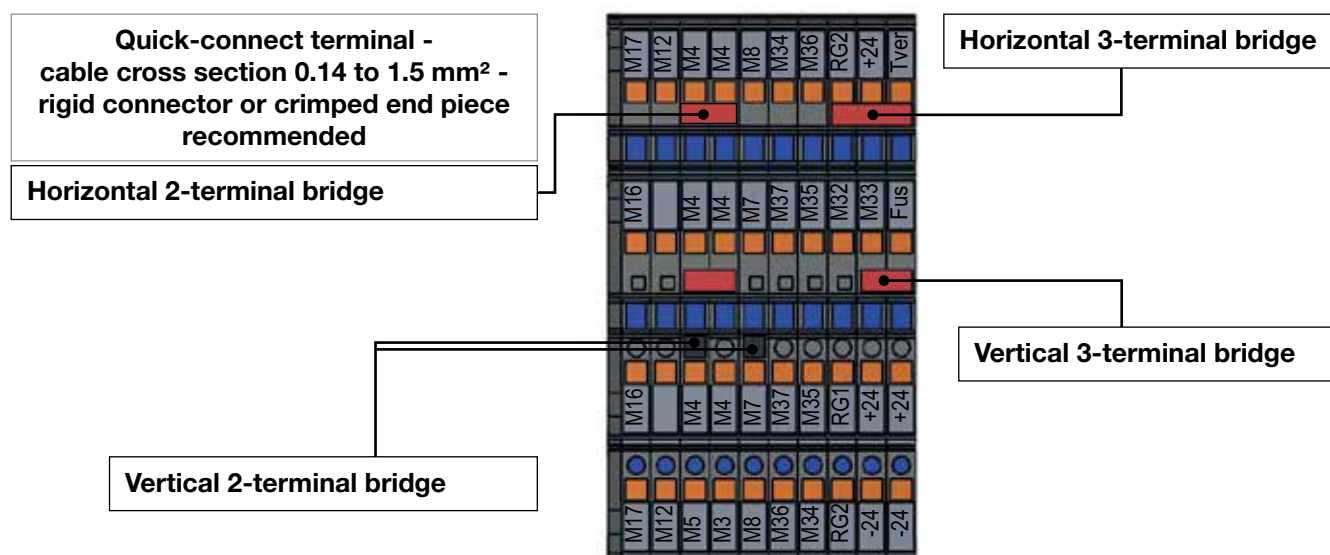 Quick-connect terminal -
cable cross section 0.14 to 1.5 mm² -
rigid connector or crimped end piece
recommended
Horizontal 2-terminal bridge
Horizontal 3-terminal bridge
M17 M12 M4 M4 M8 M34 M36 RG2 +24 Tver
M16 M4 M4 M7 M37 M35 M32 M33 Fus
Vertical 3-terminal bridge
M16 M4 M4 M7 M37 M35 RG1 +24 +24
Vertical 2-terminal bridge
M17 M12 M5 M3 M8 M36 M34 RG2 -24 -24